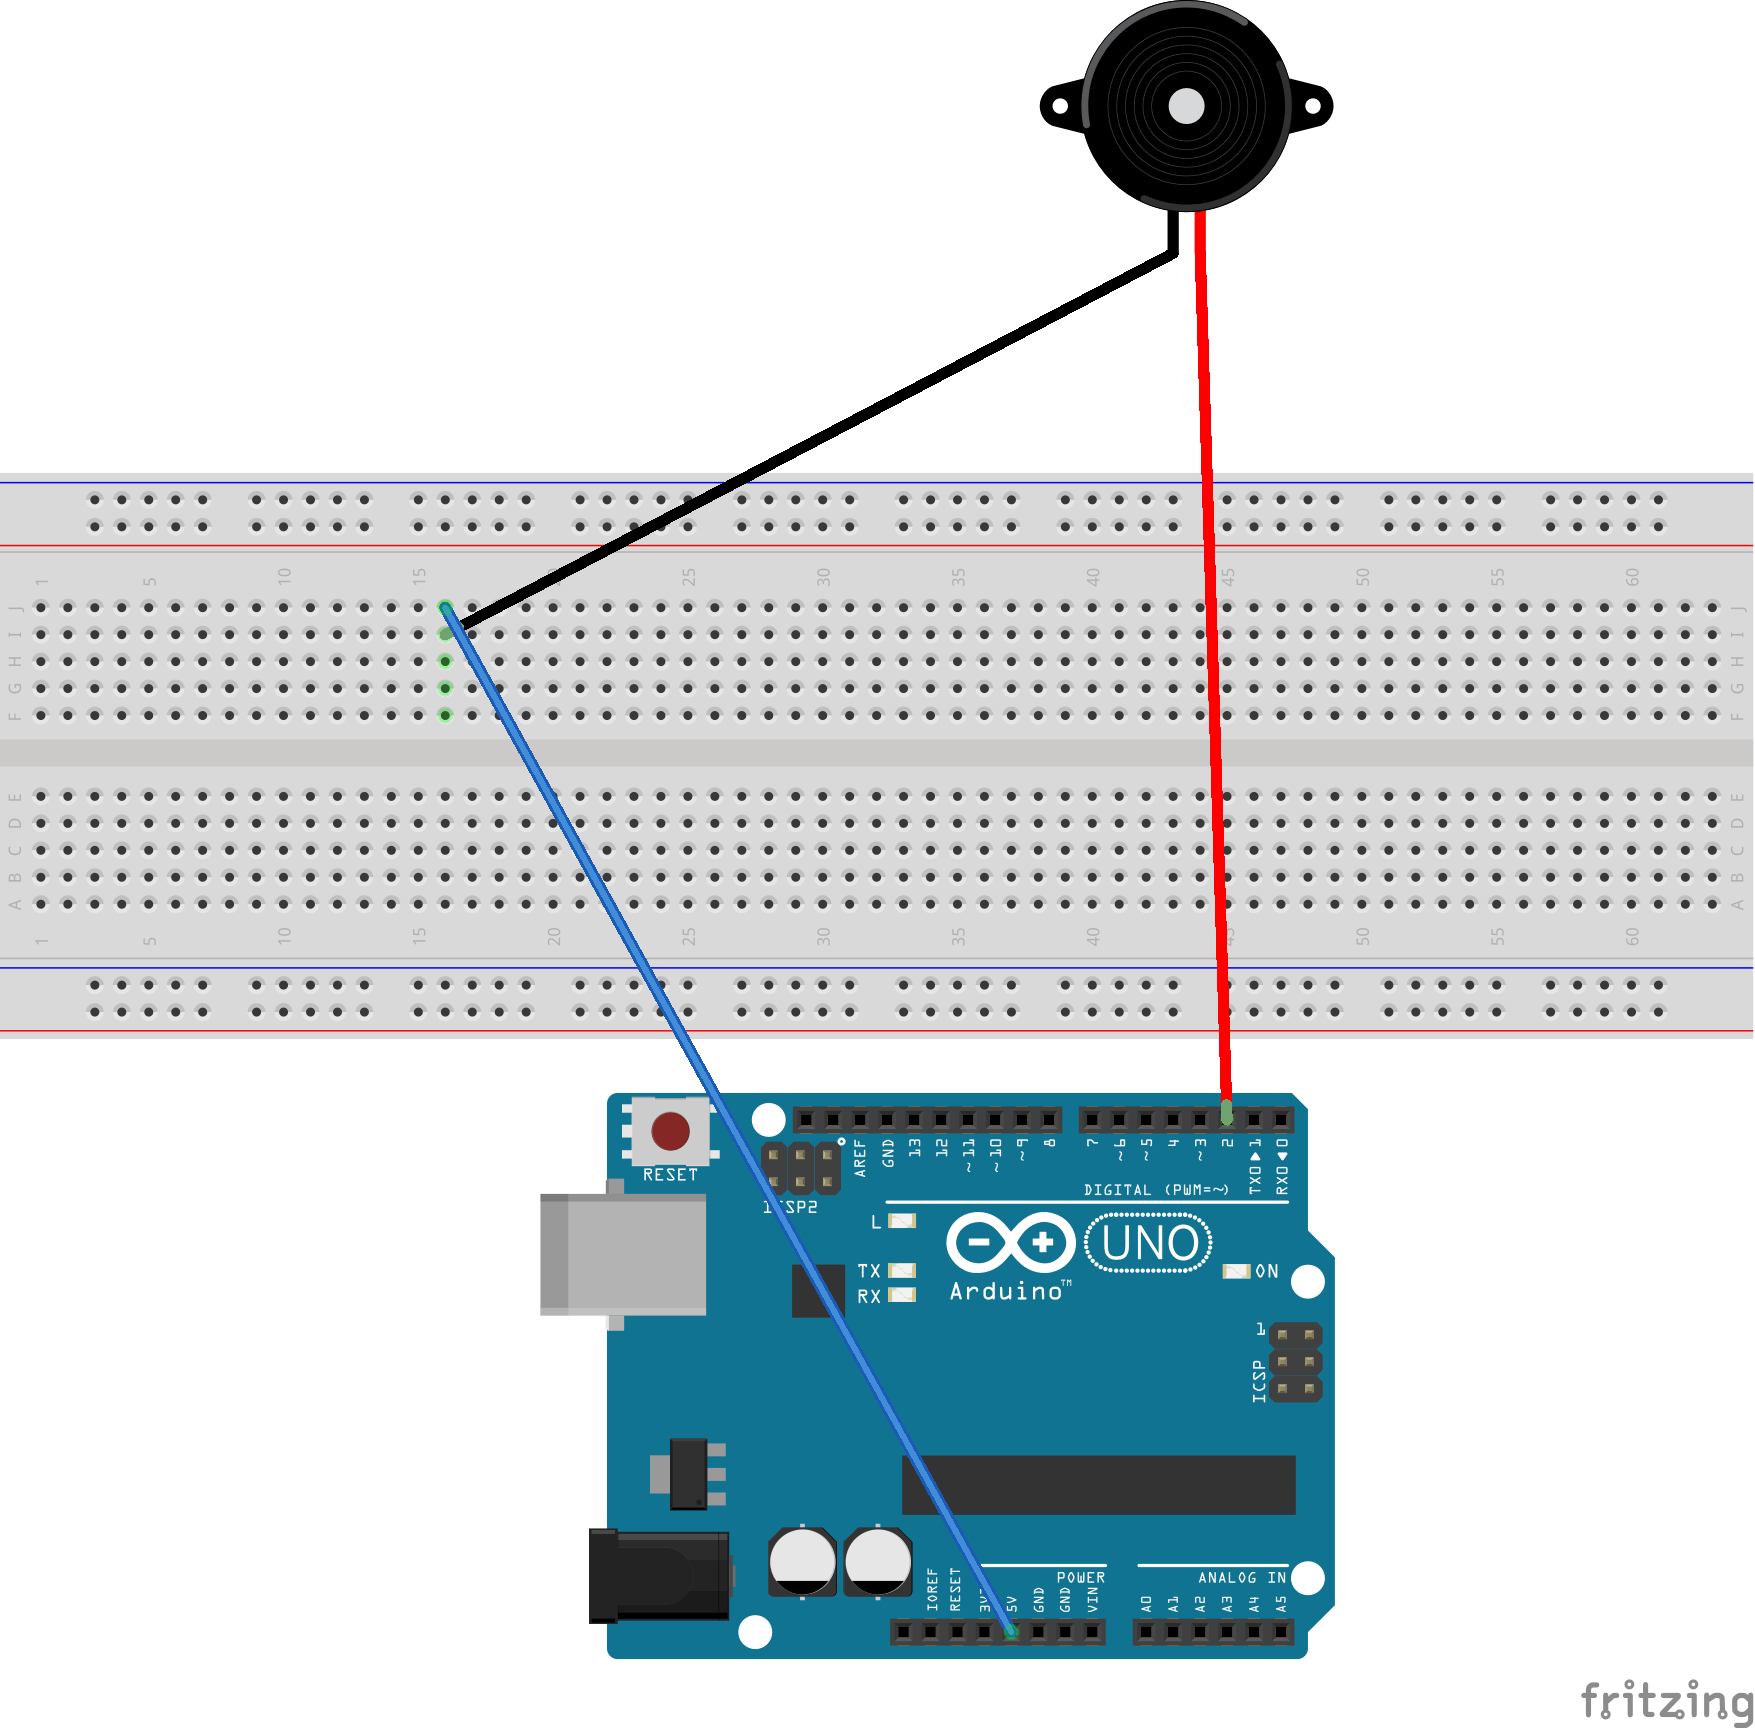 1 5 10 15 25 30 35 40 45 50 55 60
J J
I I
H H
G G
F F
E E
D D
C C
B B
A A
1 5 10 15 20 25 30 35 40 50 55 60
RESET
ICSP2
AREF GND 13 12 ~11 ~10 ~9 8 7 ~6 ~5 4 ~3 2 TX0▶1 RX0◀0
DIGITAL (PWM=~)
L
TX
RX
UNO
Arduino™
ON
1
ICSP
POWER
ANALOG IN
IOREF RESET 5V GND GND VIN A0 A1 A2 A3 A4 A5
fritzing